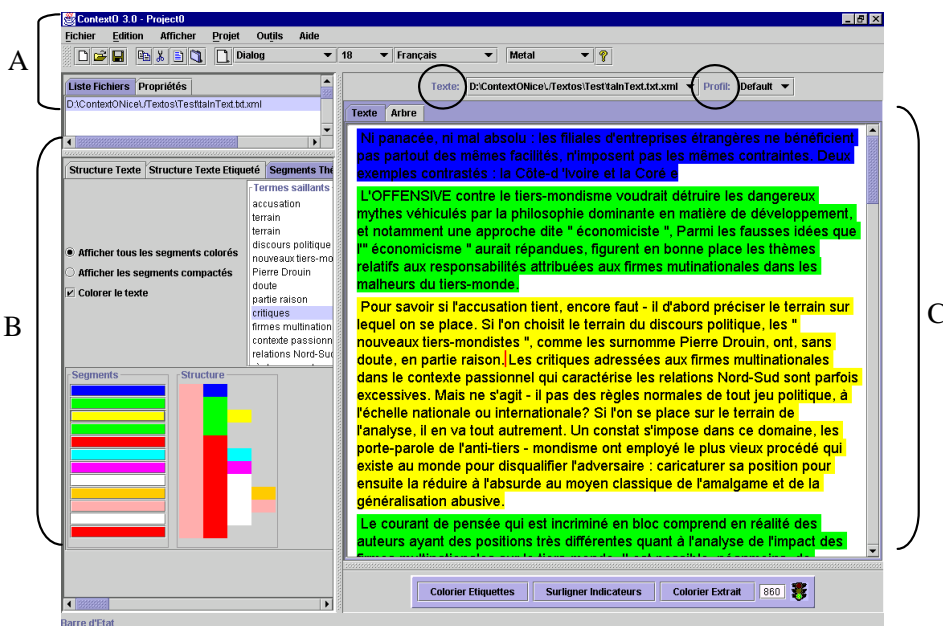 ContextO 3.0 - Project0
Fichier Edition Afficher Projet Outils Aide
Dialog 18 Français Metal
A
Liste Fichiers Propriétés
D:\ContextONice\./Textos\Test\taInText.txt.xml
Texte: D:\ContextONice\./Textos\Test\taInText.txt.xml Profil: Default
B
Structure Texte Structure Texte Etiqueté Segments Thé
Afficher tous les segments colorés
Afficher les segments compactés
Colorer le texte
Termes saillants
accusation
terrain
terrain
discours politique
nouveaux tiers-mo
Pierre Drouin
doute
partie raison
critiques
firmes multination
contexte passionn
relations Nord-Sud
Segments Structure
C
Texte Arbre
Ni panacée, ni mal absolu : les filiales d'entreprises étrangeres ne bénéficient
pas partout des mêmes facilités, n'imposent pas les mêmes contraintes. Deux
exemples contrastés : la Côte-d 'Ivoire et la Coré e
L'OFFENSIVE contre le tiers-mondisme voudrait détruire les dangereux
mythes véhiculés par la philosophie dominante en matière de développement,
et notamment une approche dite " économiciste ", Parmi les fausses idées que
l'" économicisme " aurait répandues, figurent en bonne place les thèmes
relatifs aux responsabilités attribuées aux firmes mutinationales dans les
malheurs du tiers-monde.
Pour savoir si l'accusation tient, encore faut - il d'abord préciser le terrain sur
lequel on se place. Si l'on choisit le terrain du discours politique, les "
nouveaux tiers-mondistes ", comme les surnomme Pierre Drouin, ont, sans
doute, en partie raison. Les critiques adressées aux firmes multinationales
dans le contexte passionnel qui caractérise les relations Nord-Sud sont parfois
excessives. Mais ne s'agit - il pas des règles normales de tout jeu politique, à
l'échelle nationale ou internationale? Si l'on se place sur le terrain de
l'analyse, il en va tout autrement. Un constat s'impose dans ce domaine, les
porte-parole de l'anti-tiers - mondisme ont employé le plus vieux procédé qui
existe au monde pour disqualifier l'adversaire : caricaturer sa position pour
ensuite la réduire à l'absurde au moyen classique de l'amalgame et de la
généralisation abusive.
Le courant de pensée qui est incriminé en bloc comprend en réalité des
auteurs ayant des positions très différentes quant à l'analyse de l'impact des
Colorier Etiquettes Surligner Indicateurs Colorier Extrait 860
Barre d'Etat